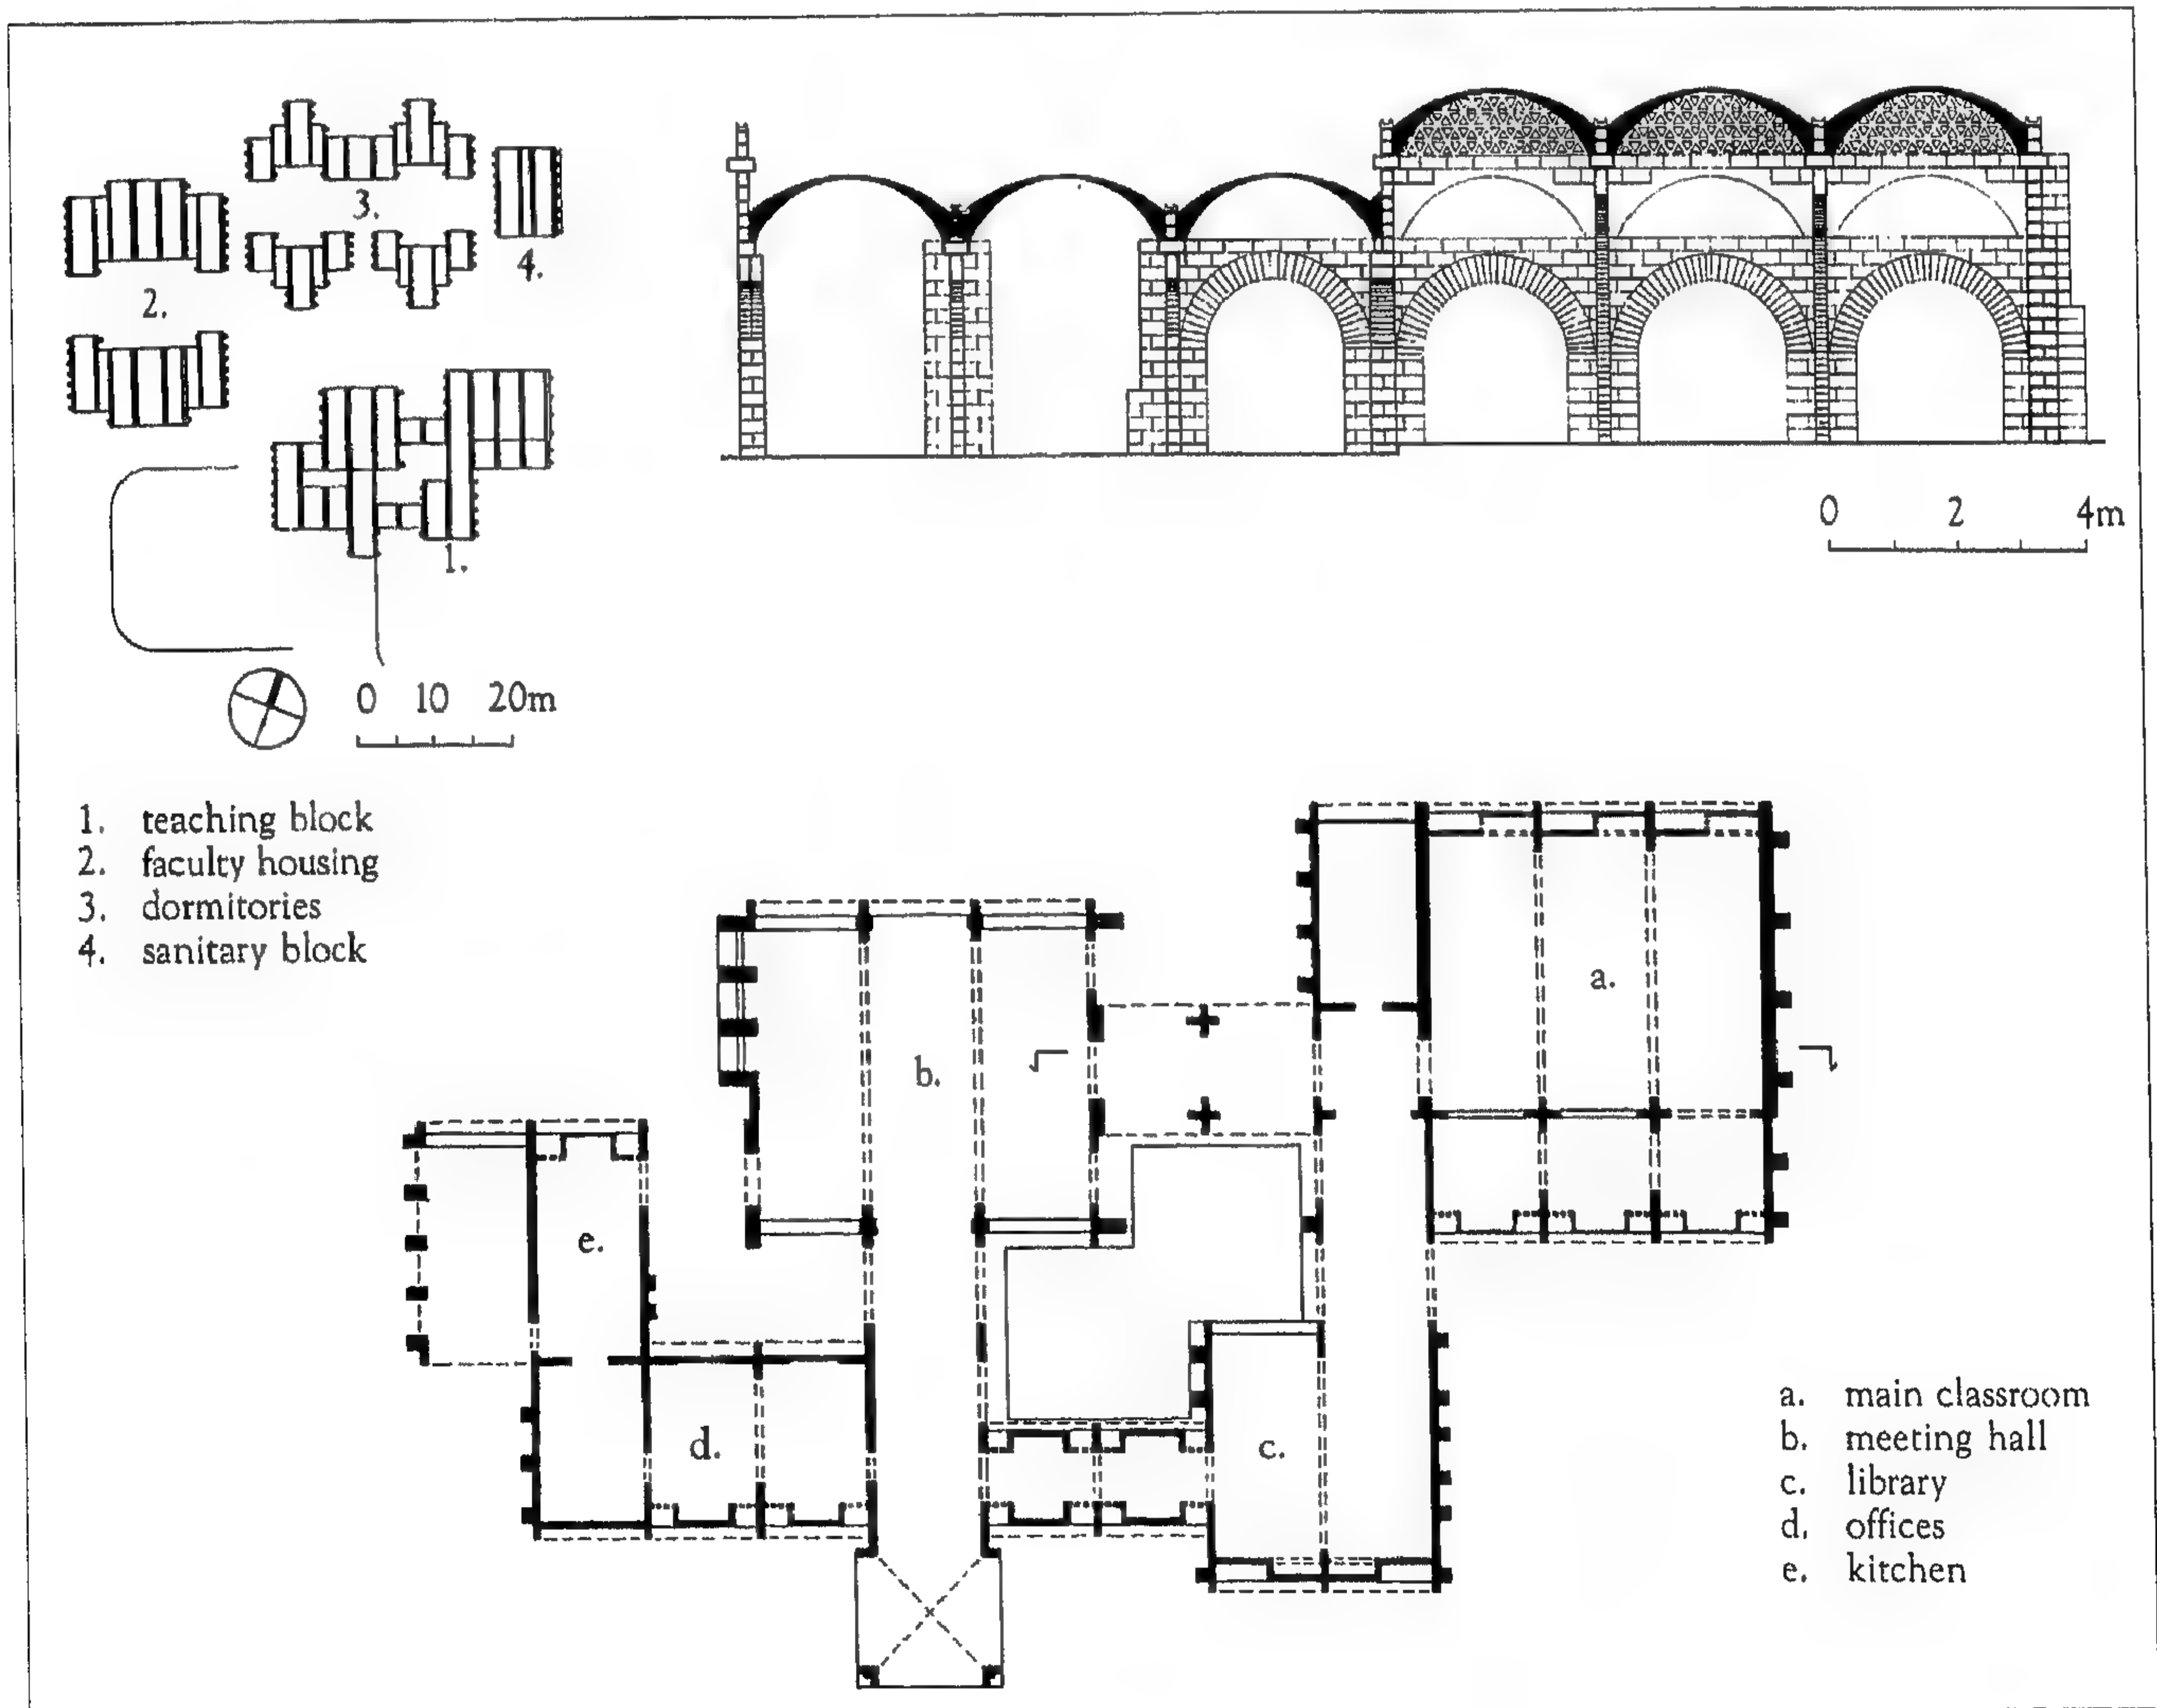 3.
4.
2.
1.
0 2 4m
0 10 20m
1. teaching block
2. faculty housing
3. dormitories
4. sanitary block
a.
b.
e.
d.
c.
a. main classroom
b. meeting hall
c. library
d. offices
e. kitchen